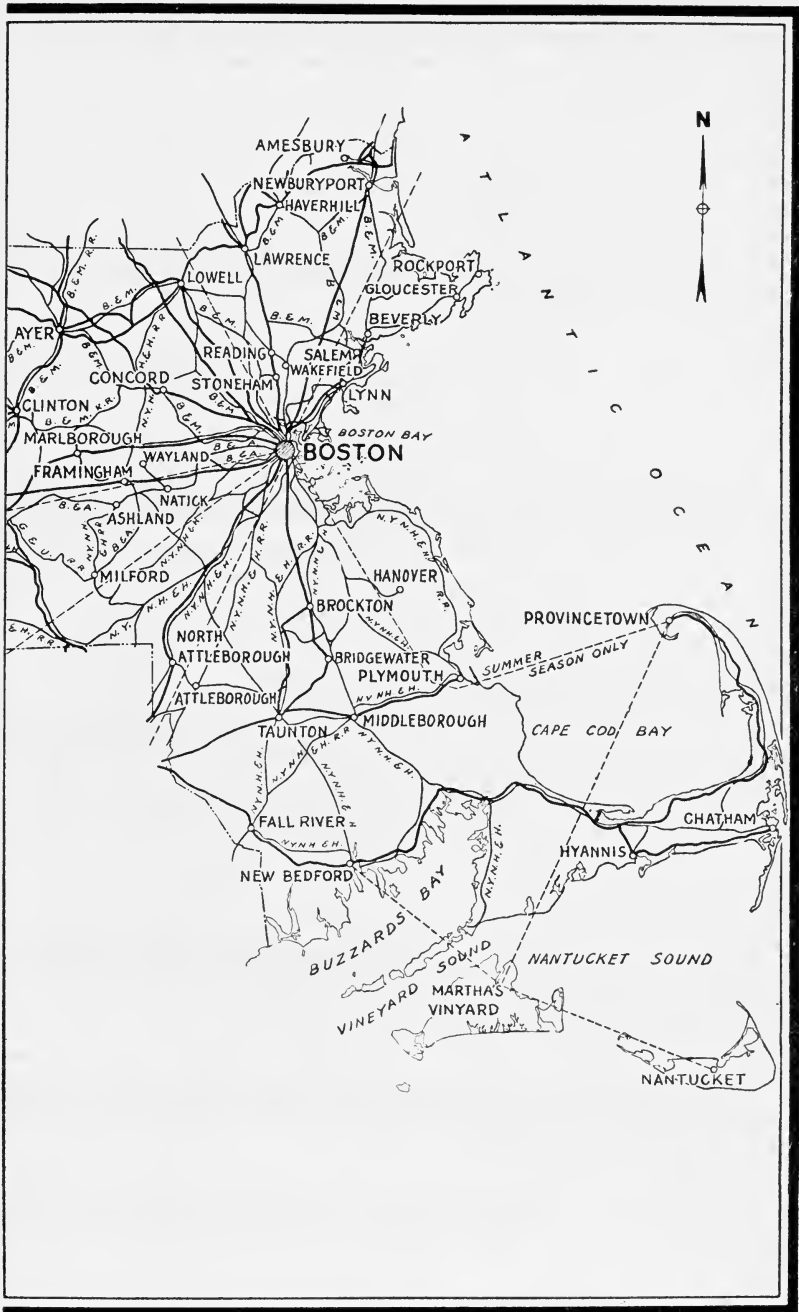 N
ATLANTIC OCEAN
AMESBURY
NEWBURYPORT
HAVERHILL
B.&M.
B.&M.
B.&M.
LAWRENCE
B.&M. R.R.
LOWELL
ROCKPORT
GLOUCESTER
B.&M.
B&M
BEVERLY
B.&M.
B.&M.
AYER
N.Y.N.H.&H.R.R.
READING
SALEM
WAKEFIELD
B.&M.
B.&M.
B.&M.
CONCORD
STONEHAM
LYNN
CLINTON
B.&M. R.R.
B.&M.
B&M
MARLBOROUGH
BOSTON BAY
B.&M.
WAYLAND
B.&A.
BOSTON
FRAMINGHAM
NATICK
B.&A.
ASHLAND
N.Y.N.H.&H. R.R.
G.&U. R.R.
B&M
N.Y.N.H.&H.
MILFORD
N.Y.N.H.&H.
N.Y.N.H.&H.R.R.
N.Y.N.H.&H.R.R.
N.Y.N.H.&H
HANOVER
BROCKTON
PROVINCETOWN
N.Y. N.H.&H.
N.Y.N.H.&H.
&H.R.R.
NORTH
ATTLEBOROUGH
BRIDGEWATER
PLYMOUTH
SUMMER
SEASON ONLY
ATTLEBOROUGH
N.Y.N.H.&H.
TAUNTON
MIDDLEBOROUGH
CAPE COD BAY
N.Y.N.H.&H.R.R.
N.Y.N.H.&H.
N.Y.N.H.&H.
N.Y.N.H.&H
FALL RIVER
CHATHAM
N.Y.N.H.&H.
HYANNIS
NEW BEDFORD
N.Y.N.H.&H.
BUZZARDS BAY
VINEYARD SOUND
NANTUCKET SOUND
MARTHA'S
VINYARD
NANTUCKET